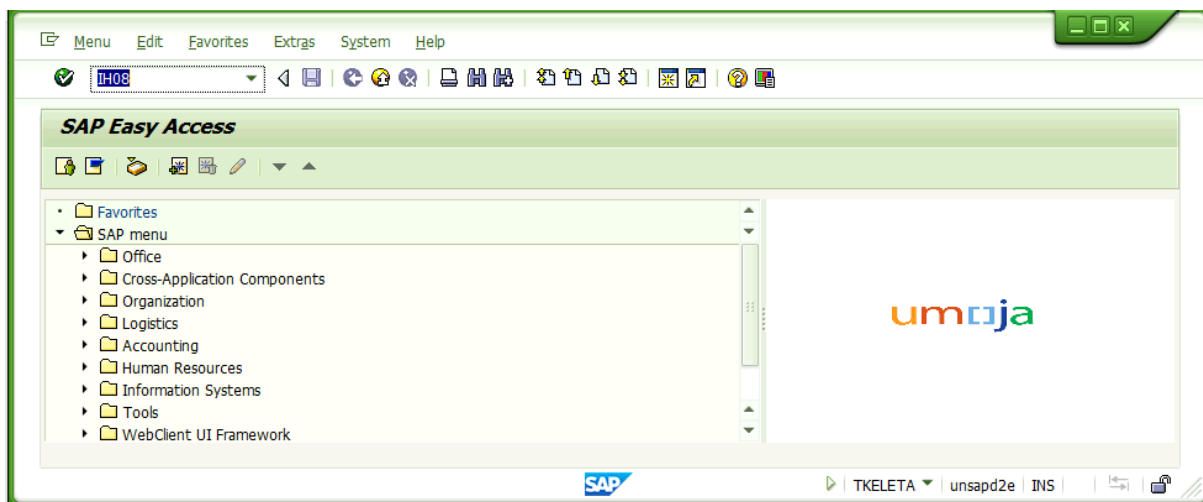 Menu Edit Favorites Extras System Help
IH08
SAP Easy Access
Favorites
SAP menu
Office
Cross-Application Components
Organization
Logistics
Accounting
Human Resources
Information Systems
Tools
WebClient UI Framework
umoja
SAP TKELETA unsapd2e INS